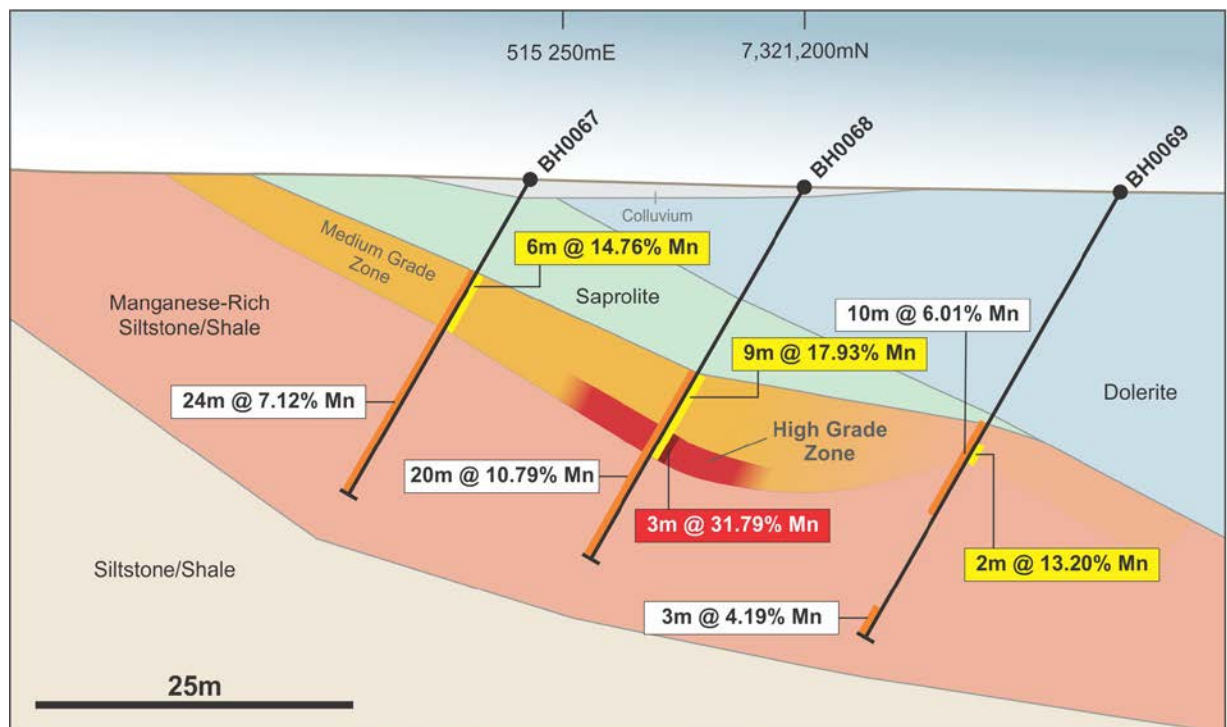 515 250mE
7,321,200mN
BH0067
BH0068
BH0069
Colluvium
6m @ 14.76% Mn
Medium Grade
Zone
Saprolite
Manganese-Rich
Siltstone/Shale
10m @ 6.01% Mn
9m @ 17.93% Mn
Dolerite
24m @ 7.12% Mn
High Grade
Zone
20m @ 10.79% Mn
3m @ 31.79% Mn
2m @ 13.20% Mn
Siltstone/Shale
3m @ 4.19% Mn
25m